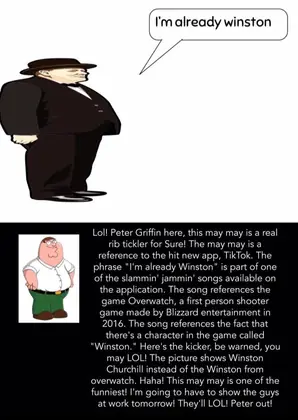 I'm already winston
Lol! Peter Griffin here, this may may is a real
rib tickler for Sure! The may may is a
reference to the hit new app, TikTok. The
phrase "I'm already Winston" is part of one
of the slammin' jammin' songs available on
the application. The song references the
game Overwatch, a first person shooter
game made by Blizzard entertainment in
2016. The song references the fact that
there's a character in the game called
"Winston." Here's the kicker, be warned, you
may LOL! The picture shows Winston
Churchill instead of the Winston from
overwatch. Haha! This may may is one of the
funniest! I'm going to have to show the guys
at work tomorrow! They'll LOL! Peter out!